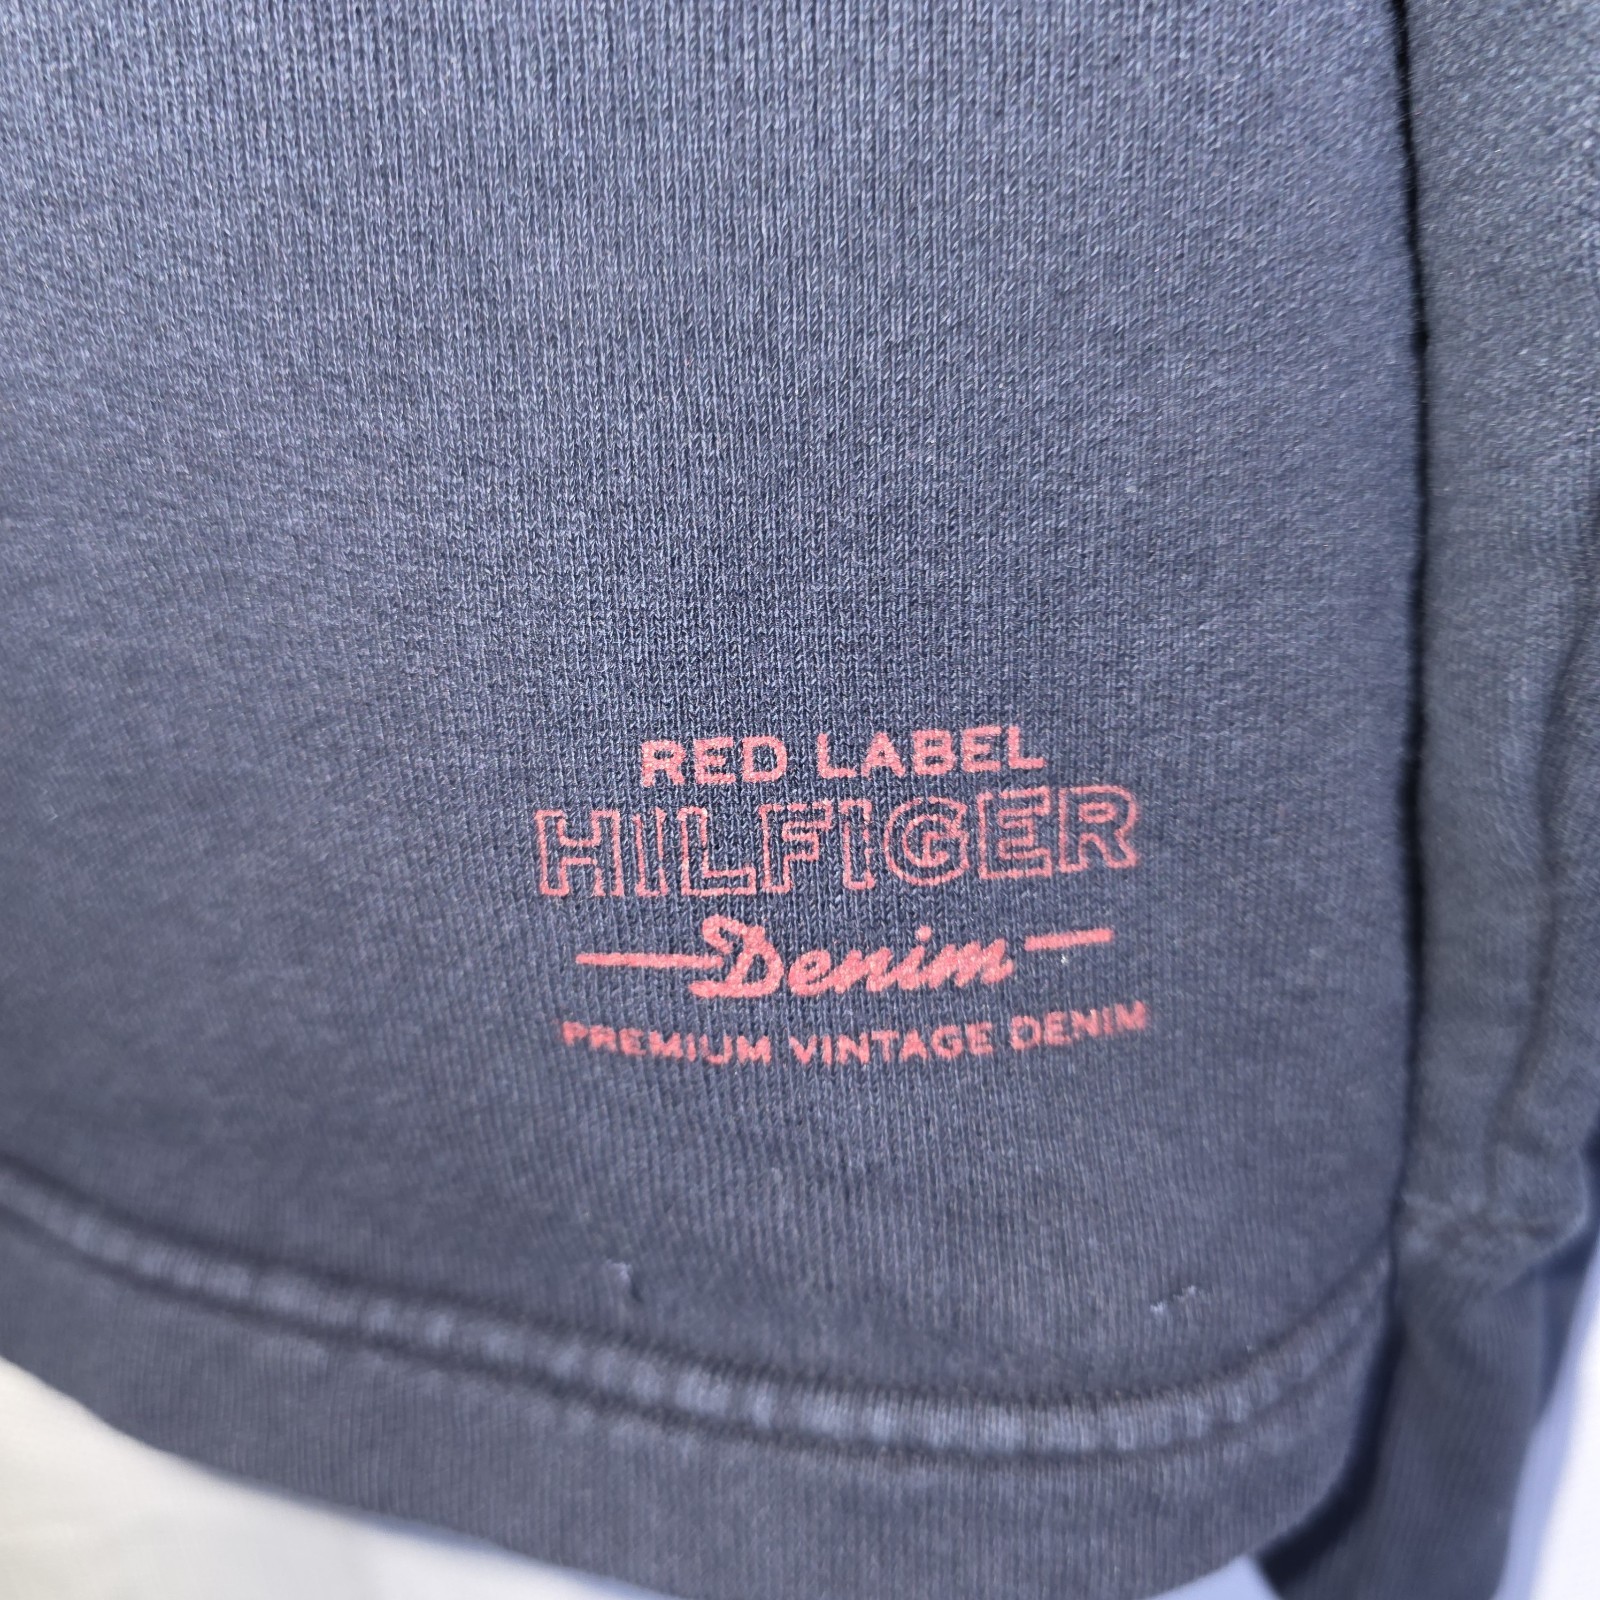 RED LABEL
HILFIGER
Denim
PREMIUM VINTAGE DENIM